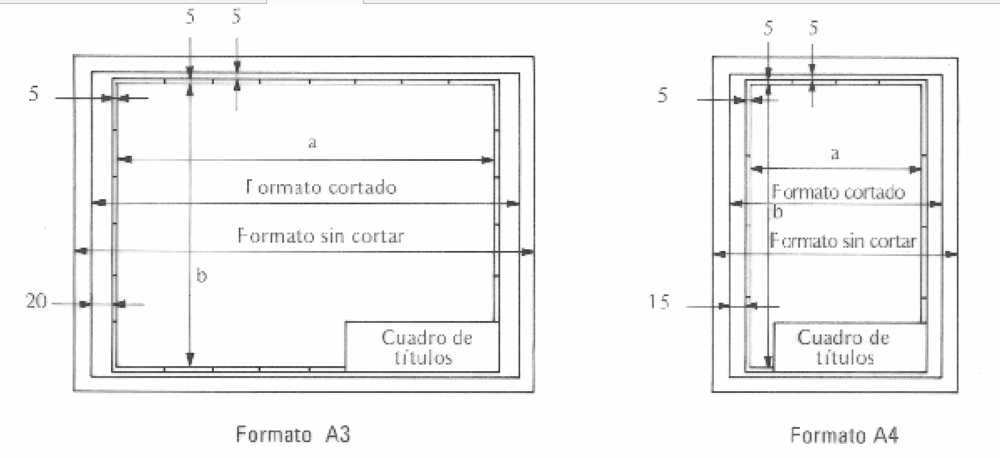 5 5
5
a
Formato cortado
Formato sin cortar
b
20
Cuadro de
títulos
Formato A3
5 5
5
a
Formato cortado
b
Formato sin cortar
15
Cuadro de
títulos
Formato A4